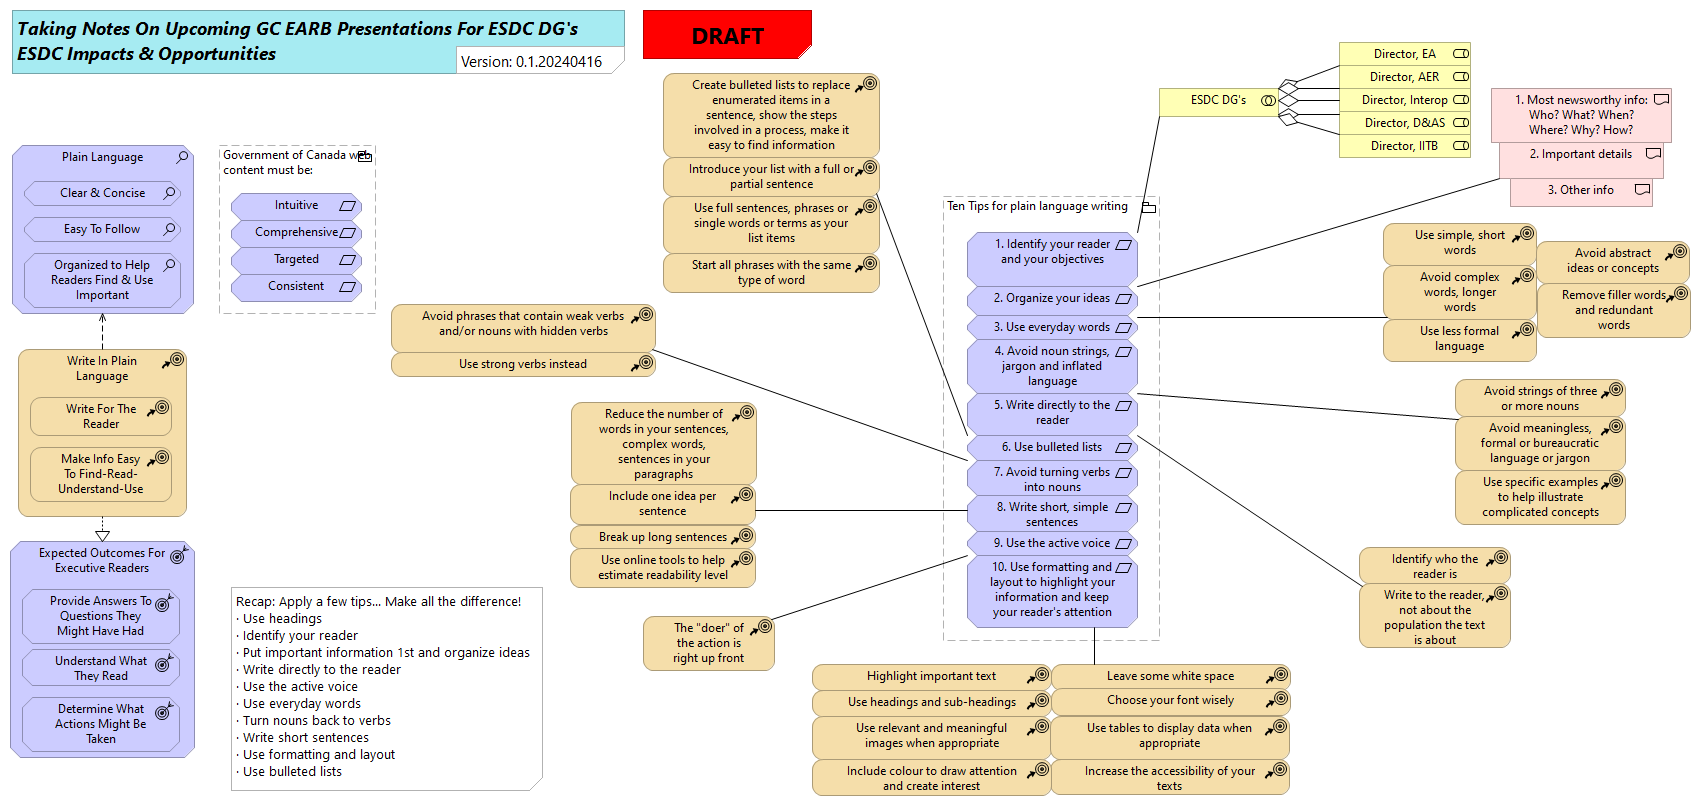 Taking Notes On Upcoming GC EARB Presentations For ESDC DG's
ESDC Impacts & Opportunities
Version: 0.1.20240416
DRAFT
Plain Language
Clear & Concise
Easy To Follow
Organized to Help
Readers Find & Use
Important
Write In Plain
Language
Write For The
Reader
Make Info Easy
To Find-Read-
Understand-Use
Expected Outcomes For
Executive Readers
Provide Answers To
Questions They
Might Have Had
Understand What
They Read
Determine What
Actions Might Be
Taken
Government of Canada web
content must be:
Intuitive
Comprehensive
Targeted
Consistent
Recap: Apply a few tips... Make all the difference!
· Use headings
· Identify your reader
· Put important information 1st and organize ideas
· Write directly to the reader
· Use the active voice
· Use everyday words
· Turn nouns back to verbs
· Write short sentences
· Use formatting and layout
· Use bulleted lists
Create bulleted lists to replace
enumerated items in a
sentence, show the steps
involved in a process, make it
easy to find information
Introduce your list with a full or
partial sentence
Use full sentences, phrases or
single words or terms as your
list items
Start all phrases with the same
type of word
Avoid phrases that contain weak verbs
and/or nouns with hidden verbs
Use strong verbs instead
Reduce the number of
words in your sentences,
complex words,
sentences in your
paragraphs
Include one idea per
sentence
Break up long sentences
Use online tools to help
estimate readability level
The "doer" of
the action is
right up front
Ten Tips for plain language writing
1. Identify your reader
and your objectives
2. Organize your ideas
3. Use everyday words
4. Avoid noun strings,
jargon and inflated
language
5. Write directly to the
reader
6. Use bulleted lists
7. Avoid turning verbs
into nouns
8. Write short, simple
sentences
9. Use the active voice
10. Use formatting and
layout to highlight your
information and keep
your reader's attention
Highlight important text
Use headings and sub-headings
Use relevant and meaningful
images when appropriate
Include colour to draw attention
and create interest
Leave some white space
Choose your font wisely
Use tables to display data when
appropriate
Increase the accessibility of your
texts
ESDC DG's
Director, EA
Director, AER
Director, Interop
Director, D&AS
Director, IITB
1. Most newsworthy info:
Who? What? When?
Where? Why? How?
2. Important details
3. Other info
Use simple, short
words
Avoid complex
words, longer
words
Use less formal
language
Avoid abstract
ideas or concepts
Remove filler words
and redundant
words
Avoid strings of three
or more nouns
Avoid meaningless,
formal or bureaucratic
language or jargon
Use specific examples
to help illustrate
complicated concepts
Identify who the
reader is
Write to the reader,
not about the
population the text
is about